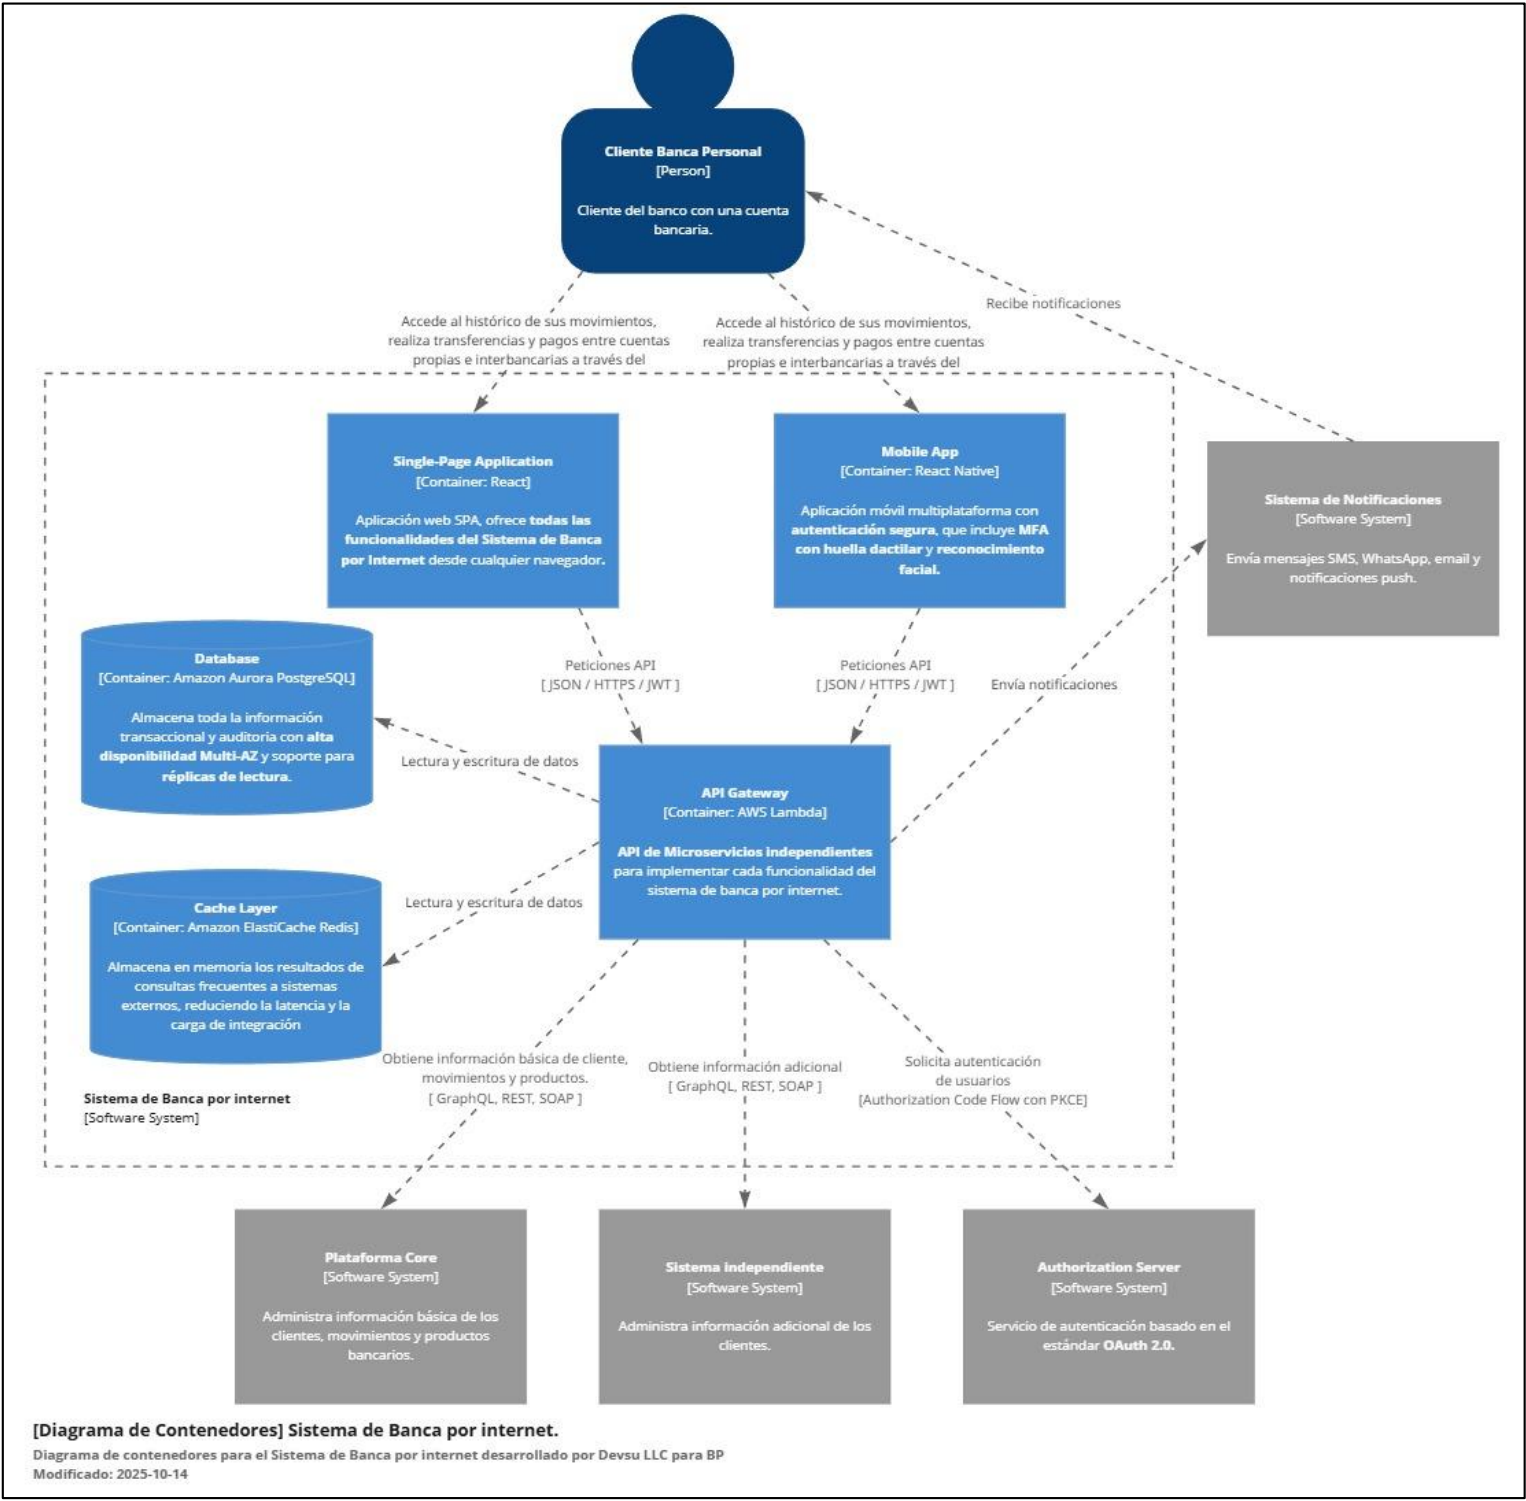 Cliente Banca Personal
[Person]
Cliente del banco con una cuenta
bancaria.
Recibe notificaciones
Accede al histórico de sus movimientos,
realiza transferencias y pagos entre cuentas
propias e interbancarias a través del
Accede al histórico de sus movimientos,
realiza transferencias y pagos entre cuentas
propias e interbancarias a través del
Single-Page Application
[Container: React]
Aplicación web SPA, ofrece todas las
funcionalidades del Sistema de Banca
por Internet desde cualquier navegador.
Mobile App
[Container: React Native]
Aplicación móvil multiplataforma con
autenticación segura, que incluye MFA
con huella dactilar y reconocimiento
facial.
Sistema de Notificaciones
[Software System]
Envía mensajes SMS, WhatsApp, email y
notificaciones push.
Database
[Container: Amazon Aurora PostgreSQL]
Almacena toda la información
transaccional y auditoria con alta
disponibilidad Multi-AZ y soporte para
réplicas de lectura.
Peticiones API
[ JSON / HTTPS / JWT ]
Peticiones API
[ JSON / HTTPS / JWT ]
Envía notificaciones
Lectura y escritura de datos
API Gateway
[Container: AWS Lambda]
API de Microservicios independientes
para implementar cada funcionalidad del
sistema de banca por internet.
Cache Layer
[Container: Amazon ElastiCache Redis]
Almacena en memoria los resultados de
consultas frecuentes a sistemas
externos, reduciendo la latencia y la
carga de integración
Lectura y escritura de datos
Obtiene información básica de cliente,
movimientos y productos.
[ GraphQL, REST, SOAP ]
Obtiene información adicional
[ GraphQL, REST, SOAP ]
Solicita autenticación
de usuarios
[Authorization Code Flow con PKCE]
Sistema de Banca por internet
[Software System]
Plataforma Core
[Software System]
Administra información básica de los
clientes, movimientos y productos
bancarios.
Sistema independiente
[Software System]
Administra información adicional de los
clientes.
Authorization Server
[Software System]
Servicio de autenticación basado en el
estándar OAuth 2.0.
[Diagrama de Contenedores] Sistema de Banca por internet.
Diagrama de contenedores para el Sistema de Banca por internet desarrollado por Devsu LLC para BP
Modificado: 2025-10-14